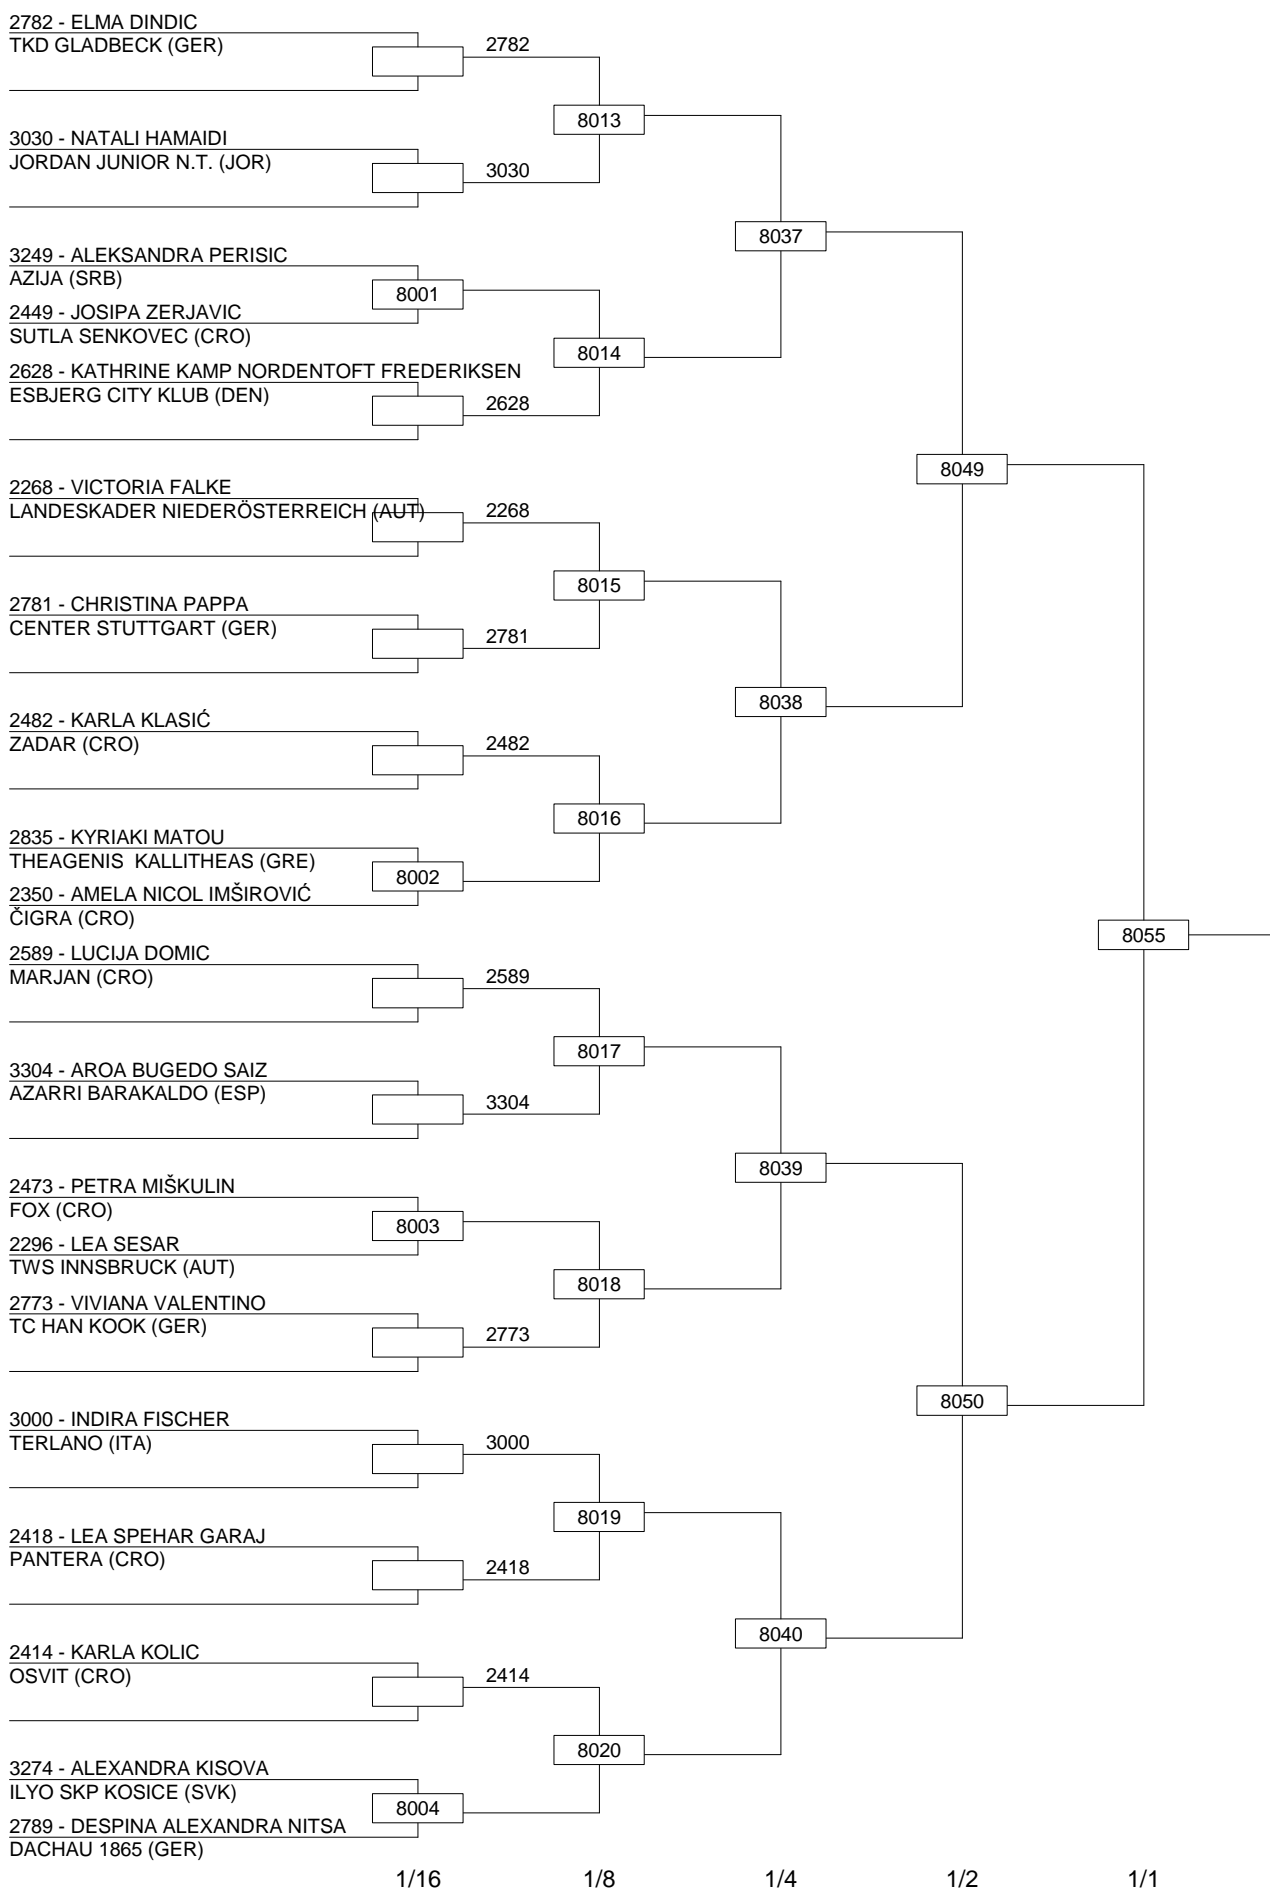 2782 - ELMA DINDIC
TKD GLADBECK (GER)
2782
8013
3030 - NATALI HAMAIDI
JORDAN JUNIOR N.T. (JOR)
3030
8037
3249 - ALEKSANDRA PERISIC
AZIJA (SRB)
8001
2449 - JOSIPA ZERJAVIC
SUTLA SENKOVEC (CRO)
8014
2628 - KATHRINE KAMP NORDENTOFT FREDERIKSEN
ESBJERG CITY KLUB (DEN)
2628
8049
2268 - VICTORIA FALKE
LANDESKADER NIEDERÖSTERREICH (AUT)
2268
8015
2781 - CHRISTINA PAPPA
CENTER STUTTGART (GER)
2781
8038
2482 - KARLA KLASIĆ
ZADAR (CRO)
2482
8016
2835 - KYRIAKI MATOU
THEAGENIS  KALLITHEAS (GRE)
8002
2350 - AMELA NICOL IMŠIROVIĆ
ČIGRA (CRO)
8055
2589 - LUCIJA DOMIC
MARJAN (CRO)
2589
8017
3304 - AROA BUGEDO SAIZ
AZARRI BARAKALDO (ESP)
3304
8039
2473 - PETRA MIŠKULIN
FOX (CRO)
8003
2296 - LEA SESAR
TWS INNSBRUCK (AUT)
8018
2773 - VIVIANA VALENTINO
TC HAN KOOK (GER)
2773
8050
3000 - INDIRA FISCHER
TERLANO (ITA)
3000
8019
2418 - LEA SPEHAR GARAJ
PANTERA (CRO)
2418
8040
2414 - KARLA KOLIC
OSVIT (CRO)
2414
8020
3274 - ALEXANDRA KISOVA
ILYO SKP KOSICE (SVK)
8004
2789 - DESPINA ALEXANDRA NITSA
DACHAU 1865 (GER)
1/16 1/8 1/4 1/2 1/1